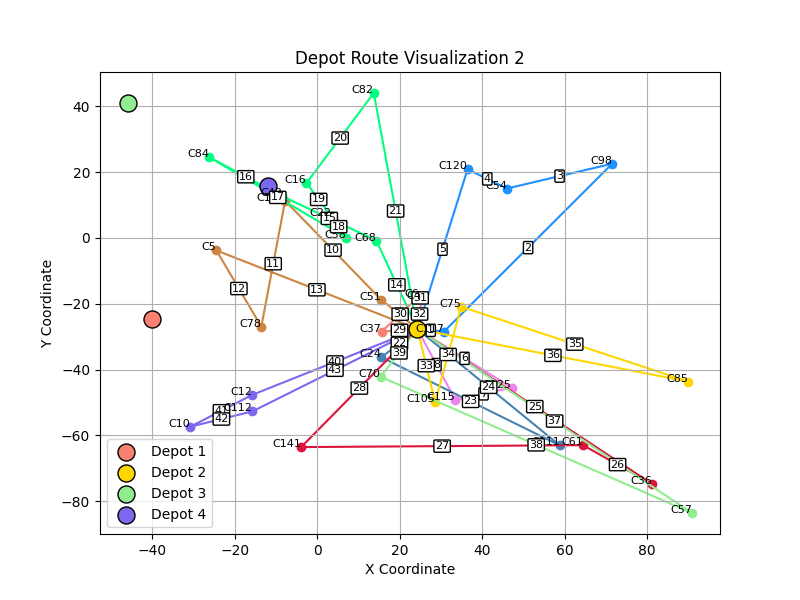 Depot Route Visualization 2
Y Coordinate
40
20
0
−20
−40
−60
−80
C82
20
C84
16
C120
C98
4
3
C54
C16
17
19
21
15
18
C68
5
2
10
C5
11
12
13
14
C51
C75
C78
30
31
32
C37
29
1
22
39
C24
33
34
6
35
36
C85
40
43
C70
28
C12
C112
41
42
C10
C115
23
24
7
25
37
C141
27
38
C61
26
C36
C57
Depot 1
Depot 2
Depot 3
Depot 4
−40
−20
0
20
40
60
80
X Coordinate